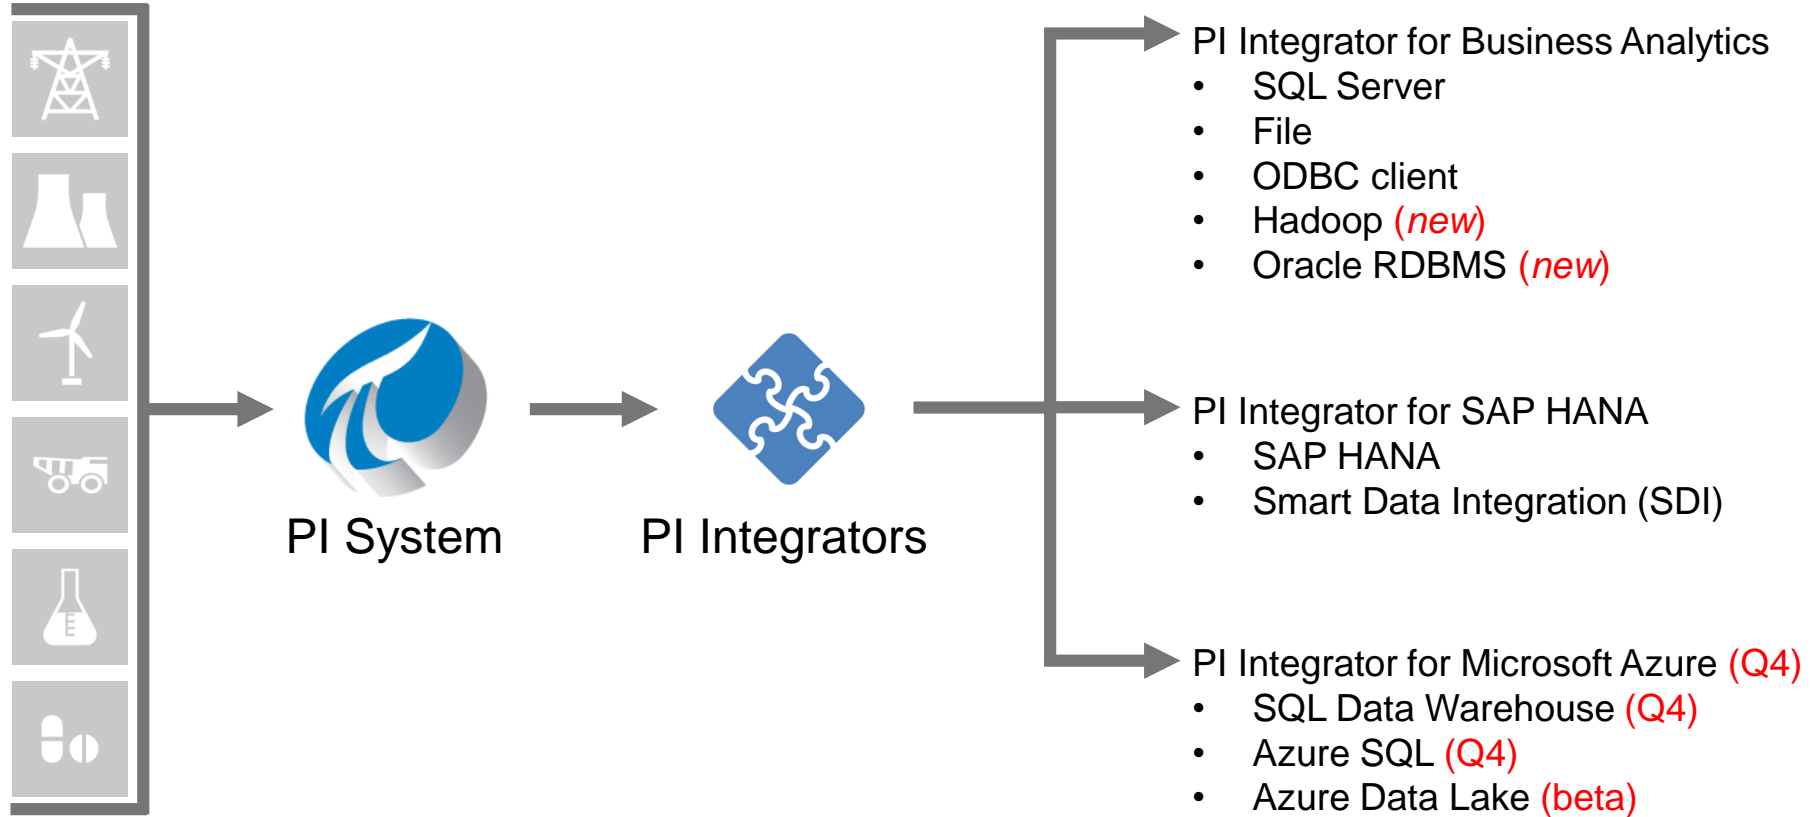 PI System
PI Integrators
PI Integrator for Business Analytics
• SQL Server
• File
• ODBC client
• Hadoop (new)
• Oracle RDBMS (new)
PI Integrator for SAP HANA
• SAP HANA
• Smart Data Integration (SDI)
PI Integrator for Microsoft Azure (Q4)
• SQL Data Warehouse (Q4)
• Azure SQL (Q4)
• Azure Data Lake (beta)